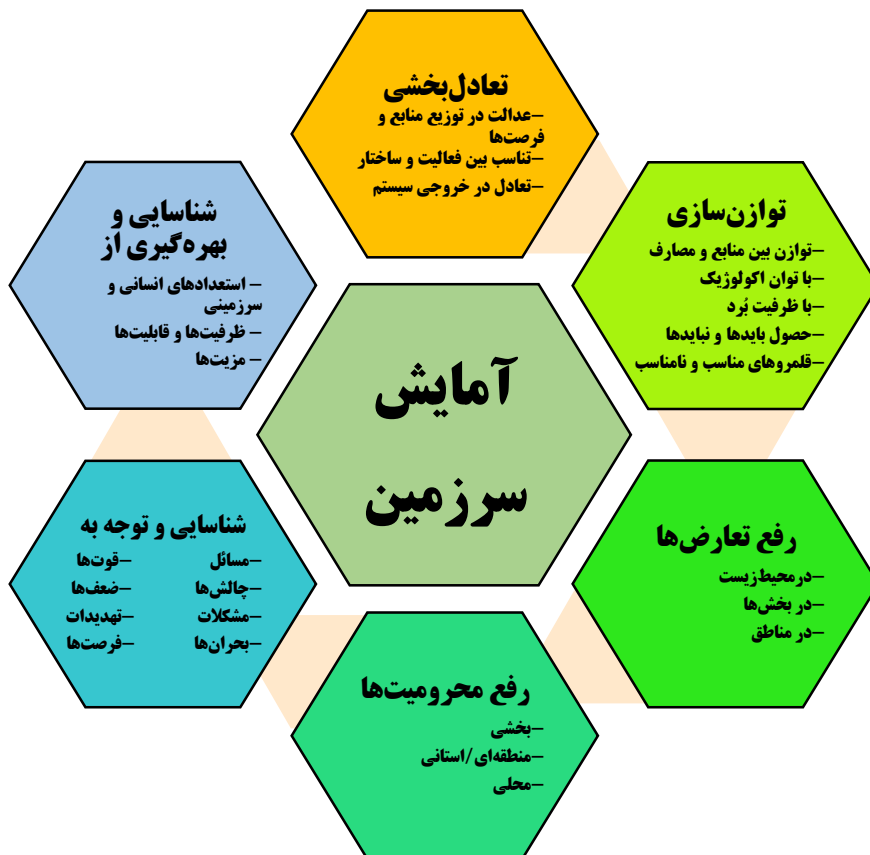 تعادل‌بخشی
–عدالت در توزیع منابع و
فرصت‌ها
–تناسب بین فعالیت و ساختار
–تعادل در خروجی سیستم
توازن‌سازی
–توازن بین منابع و مصارف
–با توان اکولوژیک
–با ظرفیت بُرد
–حصول بایدها و نبایدها
–قلمروهای مناسب و نامناسب
رفع تعارض‌ها
–درمحیط‌زیست
–در بخش‌ها
–در مناطق
رفع محرومیت‌ها
–بخشی
–منطقه‌ای/استانی
–محلی
شناسایی و توجه به
–مسائل
–چالش‌ها
–مشکلات
–بحران‌ها
–قوت‌ها
–ضعف‌ها
–تهدیدات
–فرصت‌ها
شناسایی و
بهره‌گیری از
– استعدادهای انسانی و
سرزمینی
– ظرفیت‌ها و قابلیت‌ها
– مزیت‌ها
آمایش
سرزمین